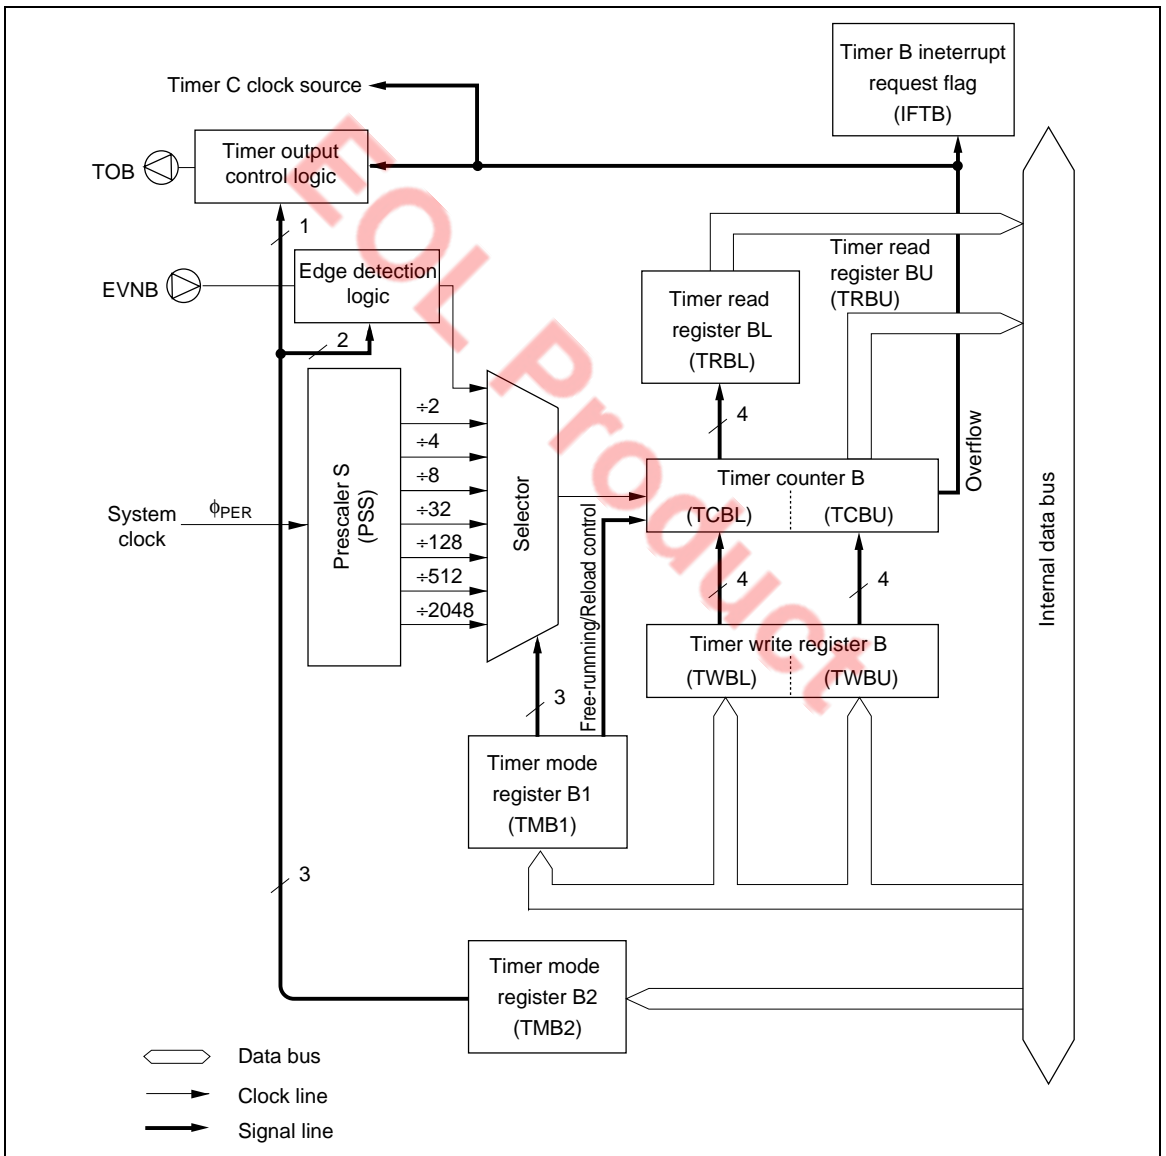 Timer B ineterrupt
request flag
(IFTB)
Timer C clock source
Timer output
control logic
TOB
1
Edge detection
logic
EVNB
2
Timer read
register BU
(TRBU)
Timer read
register BL
(TRBL)
4
Overflow
Internal data bus
Prescaler S
(PSS)
÷2
÷4
÷8
÷32
÷128
÷512
÷2048
Selector
System
clock
ϕPER
Timer counter B
(TCBL)
(TCBU)
Free-runnning/Reload control
4
4
Timer write register B
(TWBL)
(TWBU)
3
Timer mode
register B1
(TMB1)
3
Timer mode
register B2
(TMB2)
Data bus
Clock line
Signal line
EOL Product